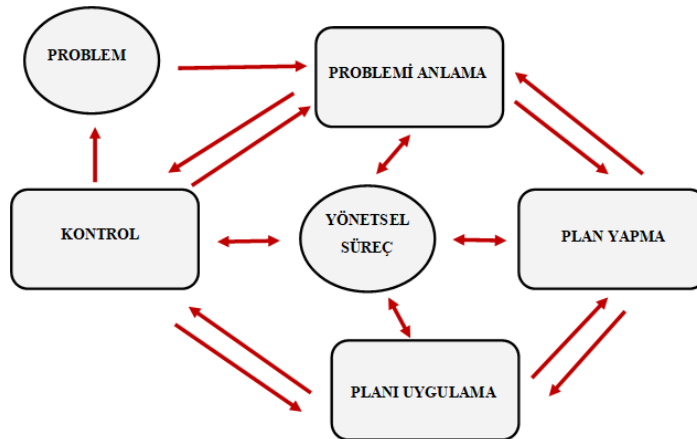 PROBLEM
PROBLEMİ ANLAMA
KONTROL
YÖNETSEL
SÜREÇ
PLAN YAPMA
PLANI UYGULAMA